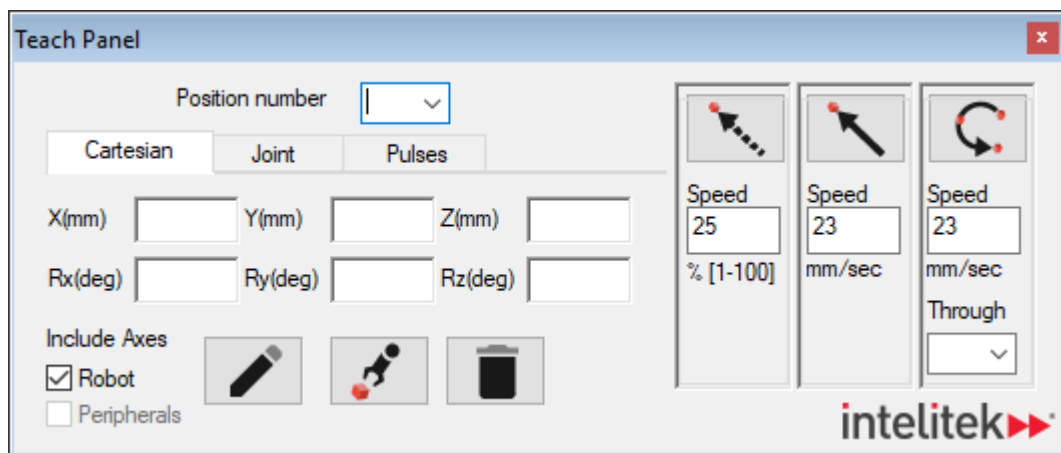 Teach Panel
x
Position number
Cartesian Joint Pulses
X(mm) Y(mm) Z(mm)
Rx(deg) Ry(deg) Rz(deg)
Include Axes
Robot
Peripherals
Speed
25
% [1-100]
Speed
23
mm/sec
Speed
23
mm/sec
Through
intelitek